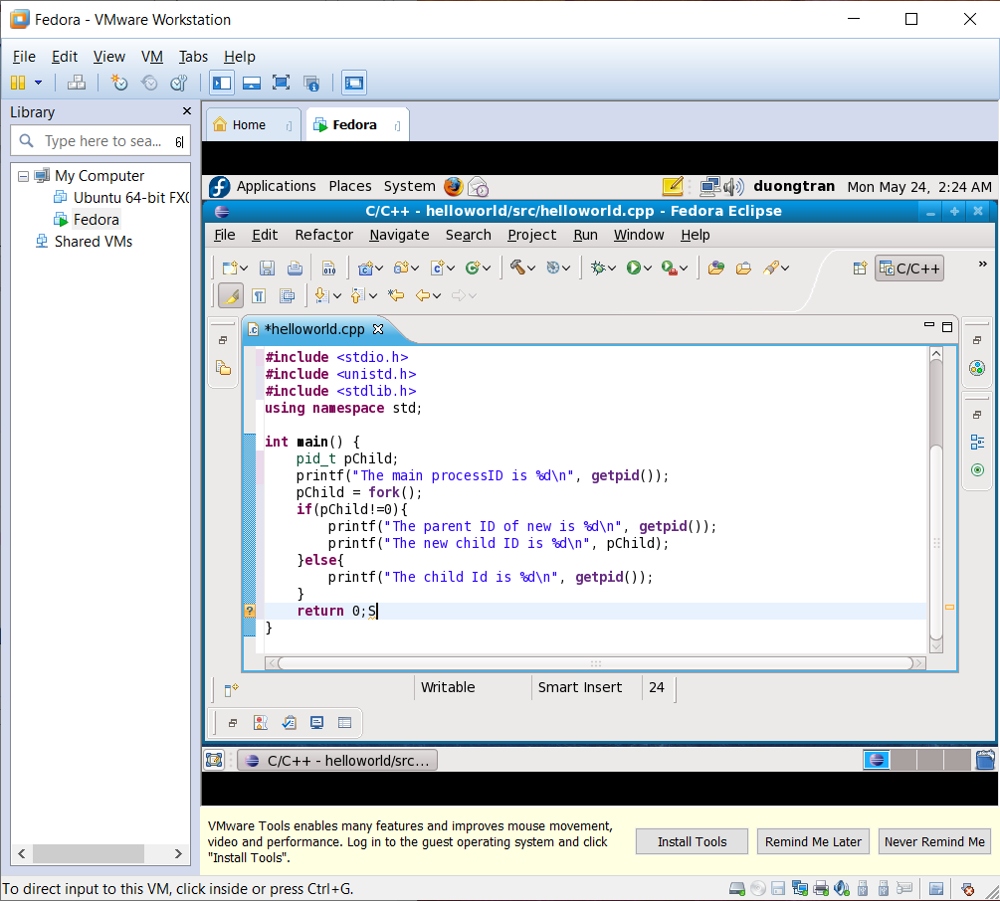 Fedora - VMware Workstation
File Edit View VM Tabs Help
Library
Type here to sea...
My Computer
Ubuntu 64-bit FX(
Fedora
Shared VMs
Home
Fedora
Applications Places System
duongtran Mon May 24, 2:24 AM
C/C++ - helloworld/src/helloworld.cpp - Fedora Eclipse
File Edit Refactor Navigate Search Project Run Window Help
C/C++
»
*helloworld.cpp
#include <stdio.h>
#include <unistd.h>
#include <stdlib.h>
using namespace std;
int main() {
pid_t pChild;
printf("The main processID is %d\n", getpid());
pChild = fork();
if(pChild!=0){
printf("The parent ID of new is %d\n", getpid());
printf("The new child ID is %d\n", pChild);
}else{
printf("The child Id is %d\n", getpid());
}
return 0;S
}
Writable Smart Insert 24
C/C++ - helloworld/src...
VMware Tools enables many features and improves mouse movement,
video and performance. Log in to the guest operating system and click
"Install Tools".
Install Tools Remind Me Later Never Remind Me
To direct input to this VM, click inside or press Ctrl+G.